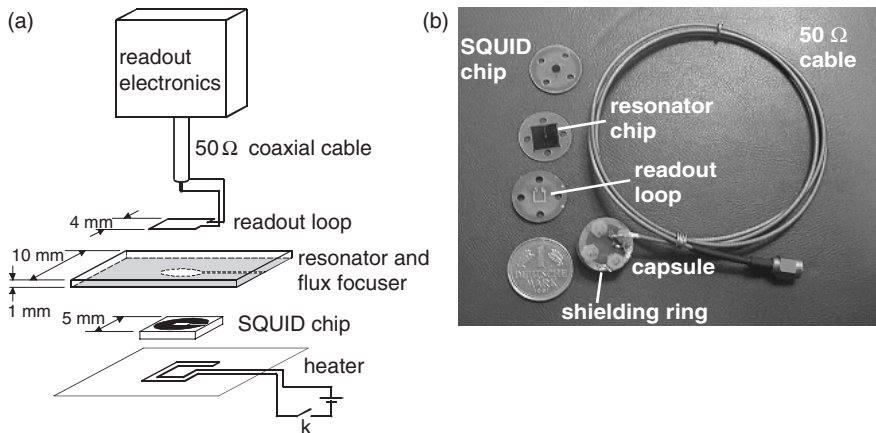 (a)
readout
electronics
50 Ω coaxial cable
4 mm
readout loop
10 mm
resonator and
flux focuser
1 mm
5 mm
SQUID chip
heater
k
(b)
SQUID
chip
50 Ω
cable
resonator
chip
readout
loop
1
DEUTSCHE
MARK
capsule
shielding ring